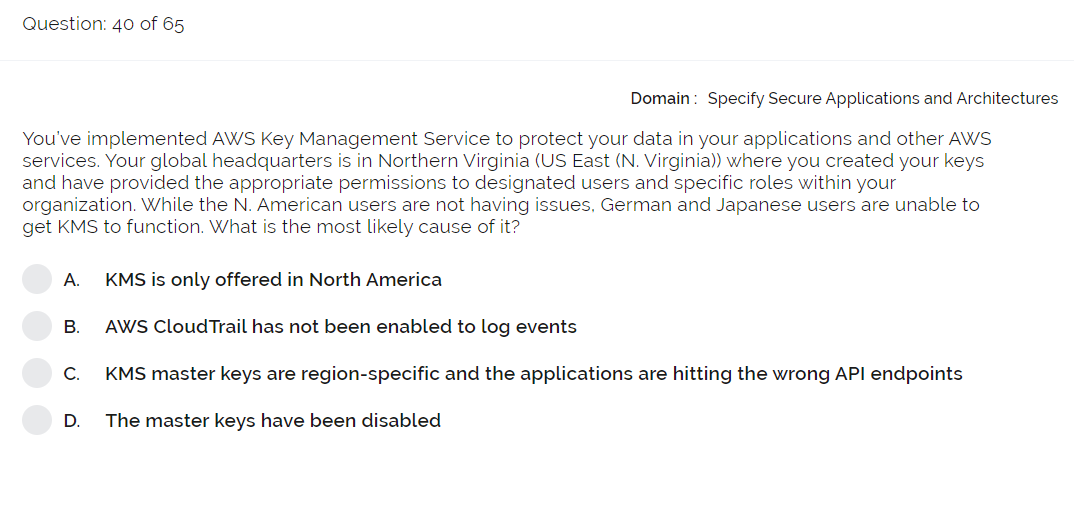 Question: 40 of 65
Domain : Specify Secure Applications and Architectures
You've implemented AWS Key Management Service to protect your data in your applications and other AWS
services. Your global headquarters is in Northern Virginia (US East (N. Virginia)) where you created your keys
and have provided the appropriate permissions to designated users and specific roles within your
organization. While the N. American users are not having issues, German and Japanese users are unable to
get KMS to function. What is the most likely cause of it?
A. KMS is only offered in North America
B. AWS CloudTrail has not been enabled to log events
C. KMS master keys are region-specific and the applications are hitting the wrong API endpoints
D. The master keys have been disabled